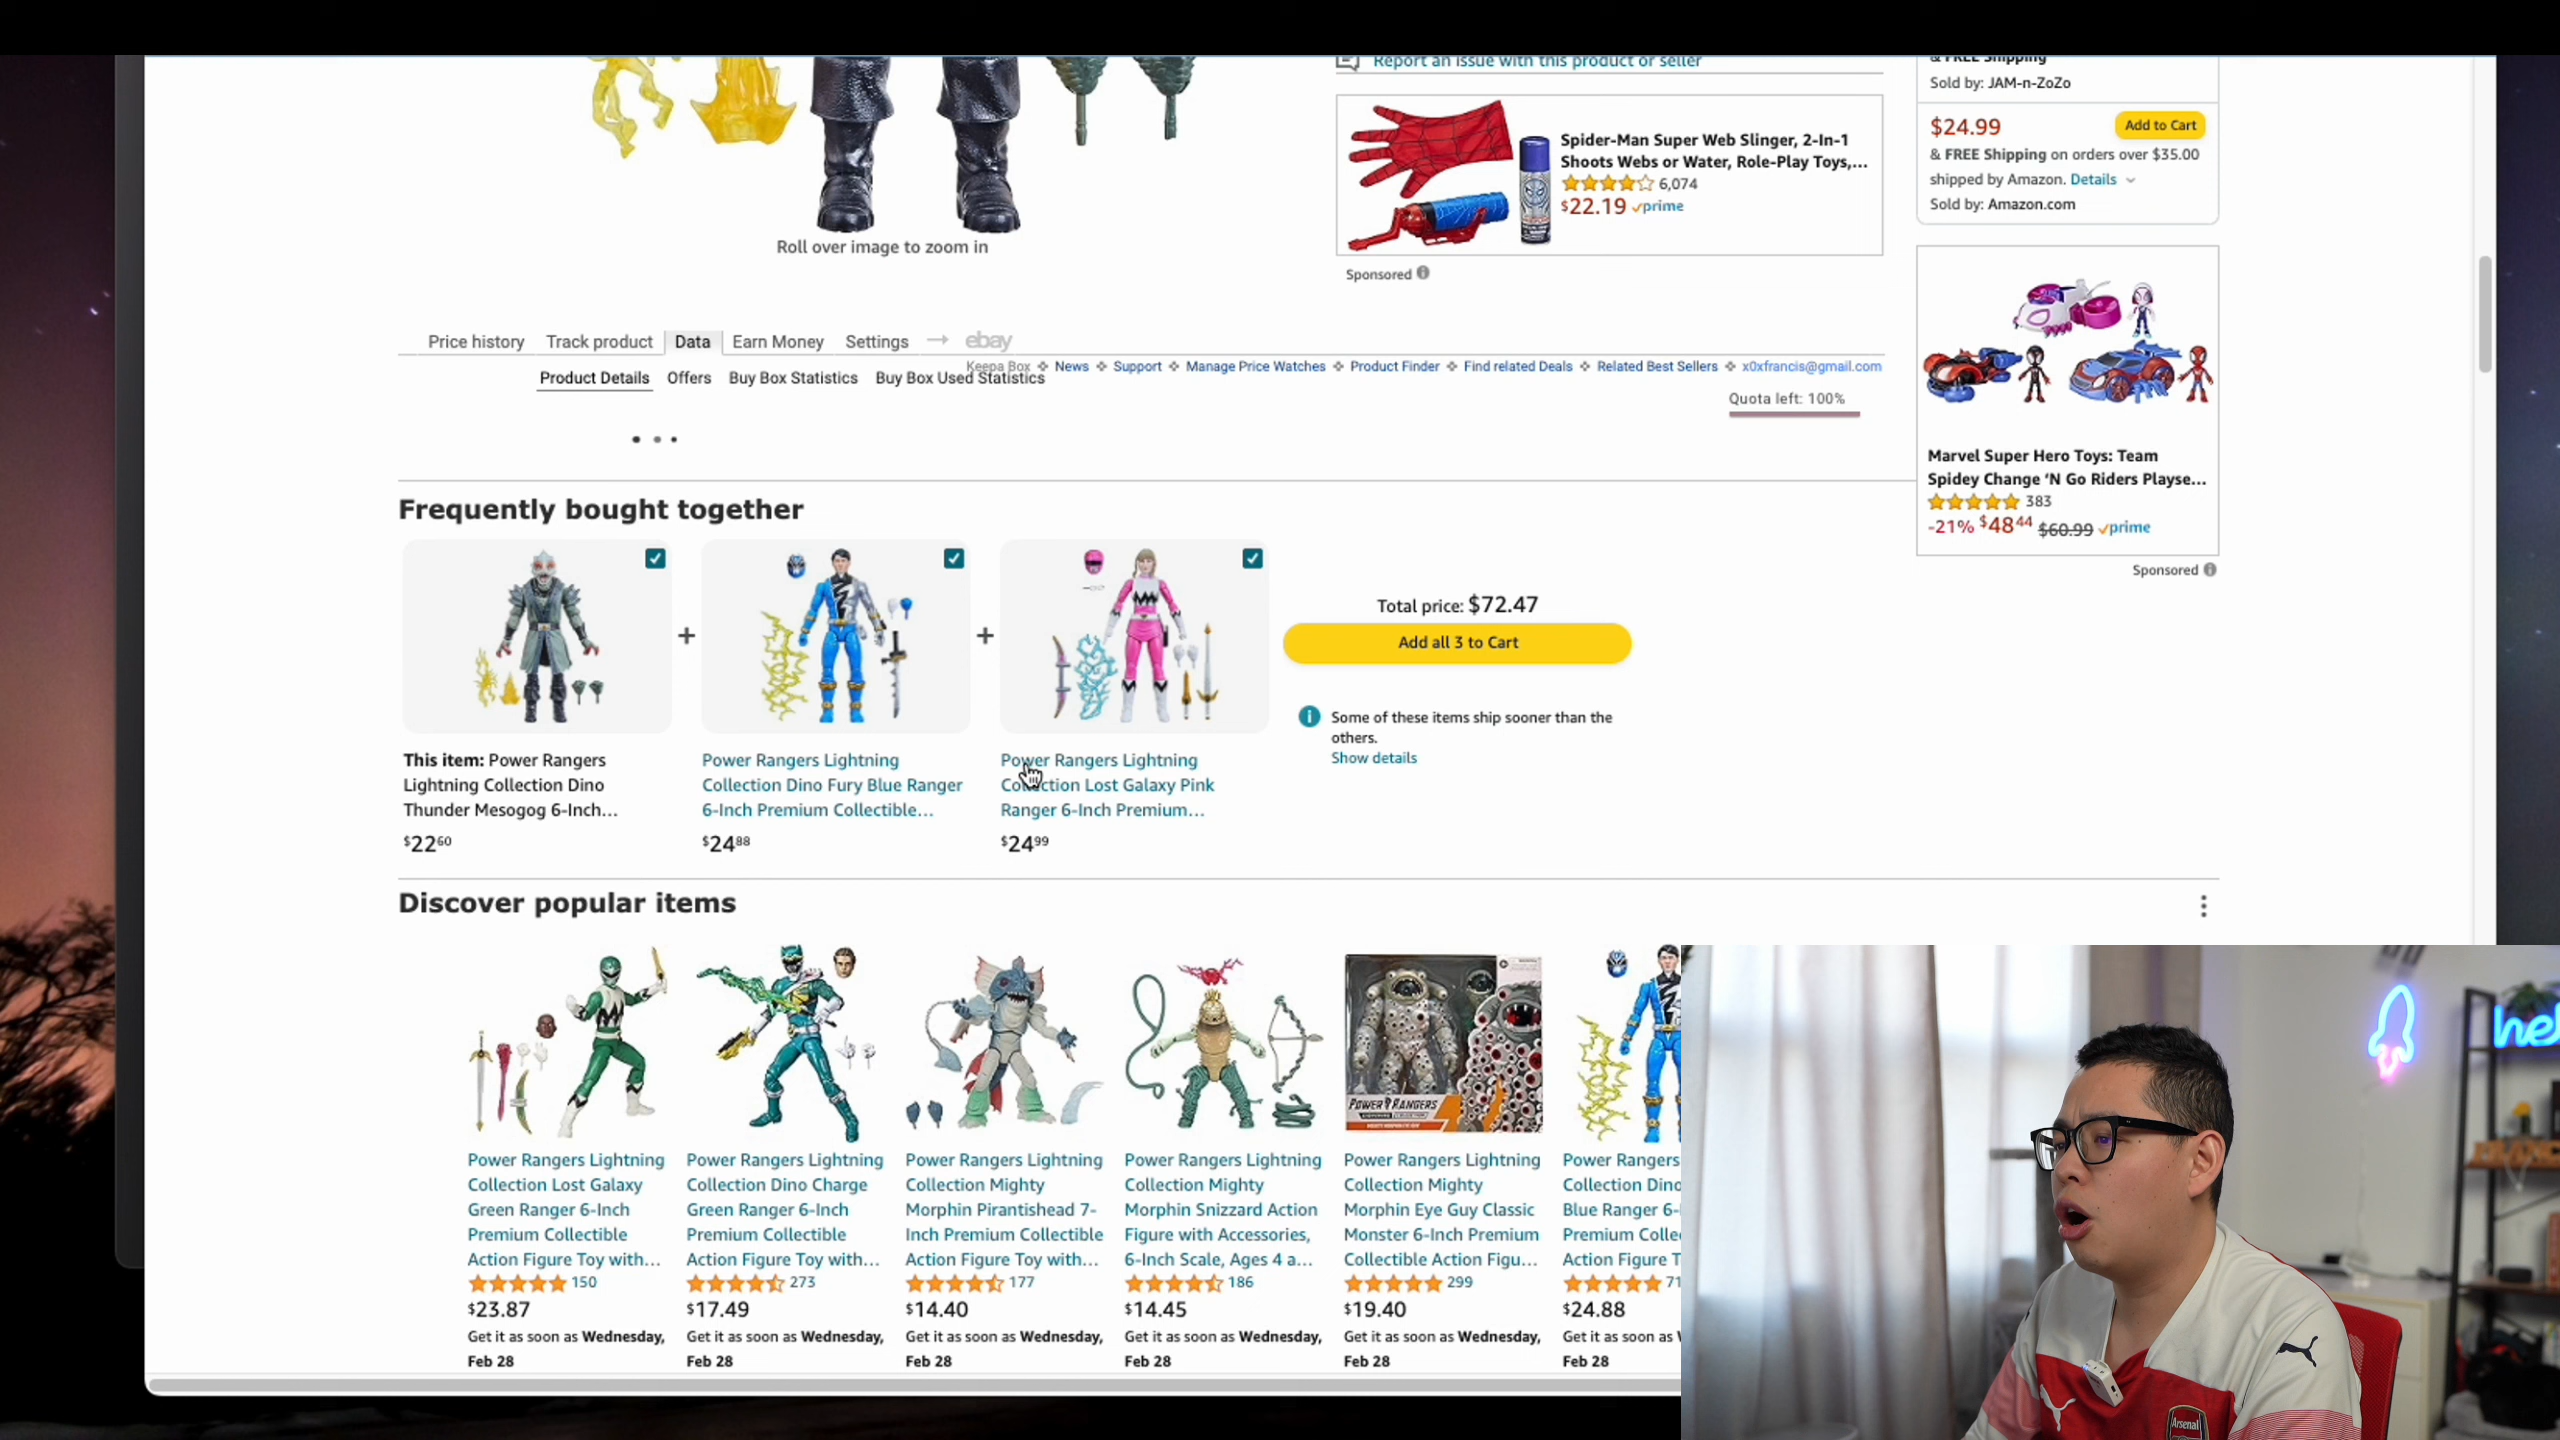 Report an issue with this product or seller
& FREE Shipping
Sold by: JAM-n-ZoZo
$24.99
Add to Cart
& FREE Shipping on orders over $35.00
shipped by Amazon. Details
Sold by: Amazon.com
Spider-Man Super Web Slinger, 2-In-1
Shoots Webs or Water, Role-Play Toys,...
6,074
$22.19 prime
Sponsored
Roll over image to zoom in
Price history Track product Data Earn Money Settings → ebay
Keepa Box News Support Manage Price Watches Product Finder Find related Deals Related Best Sellers x0xfrancis@gmail.com
Product Details Offers Buy Box Statistics Buy Box Used Statistics
Quota left: 100%
Marvel Super Hero Toys: Team
Spidey Change 'N Go Riders Playse...
383
-21% $48 44 $60.99 prime
Sponsored
Frequently bought together
+
+
Total price: $72.47
Add all 3 to Cart
Some of these items ship sooner than the
others.
Show details
This item: Power Rangers
Lightning Collection Dino
Thunder Mesogog 6-Inch...
$22 60
Power Rangers Lightning
Collection Dino Fury Blue Ranger
6-Inch Premium Collectible...
$24 88
Power Rangers Lightning
Collection Lost Galaxy Pink
Ranger 6-Inch Premium...
$24 99
Discover popular items
Power Rangers Lightning
Collection Lost Galaxy
Green Ranger 6-Inch
Premium Collectible
Action Figure Toy with...
150
$23.87
Get it as soon as Wednesday,
Feb 28
Power Rangers Lightning
Collection Dino Charge
Green Ranger 6-Inch
Premium Collectible
Action Figure Toy with...
273
$17.49
Get it as soon as Wednesday,
Feb 28
Power Rangers Lightning
Collection Mighty
Morphin Pirantishead 7-
Inch Premium Collectible
Action Figure Toy with...
177
$14.40
Get it as soon as Wednesday,
Feb 28
Power Rangers Lightning
Collection Mighty
Morphin Snizzard Action
Figure with Accessories,
6-Inch Scale, Ages 4 a...
186
$14.45
Get it as soon as Wednesday,
Feb 28
POWER RANGERS
Power Rangers Lightning
Collection Mighty
Morphin Eye Guy Classic
Monster 6-Inch Premium
Collectible Action Figu...
299
$19.40
Get it as soon as Wednesday,
Feb 28
Power Rangers
Collection Dino
Blue Ranger 6-
Premium Colle
Action Figure T
71
$24.88
Get it as soon as
Feb 28
hel
Arsenal